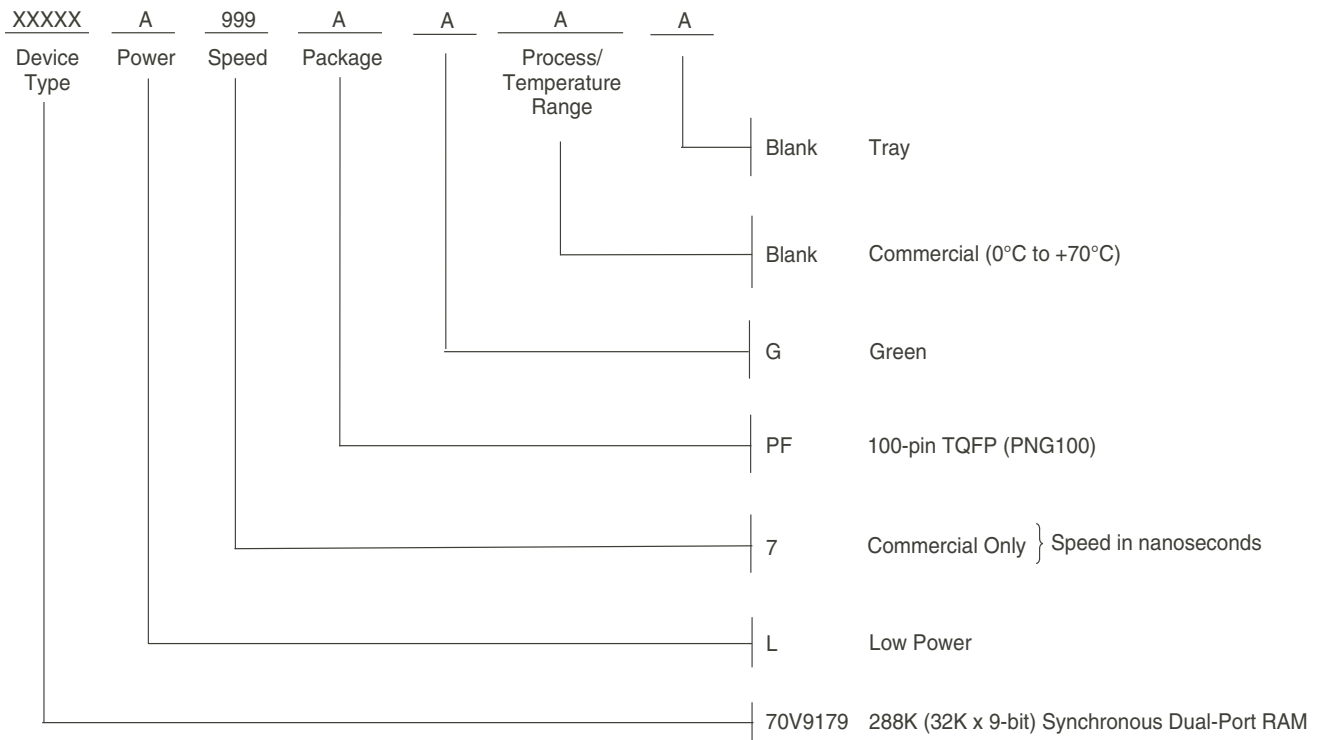 XXXXX A 999 A A A A
Device Type Power Speed Package Process/ Temperature Range
Blank Tray
Blank Commercial (0°C to +70°C)
G Green
PF 100-pin TQFP (PNG100)
7 Commercial Only } Speed in nanoseconds
L Low Power
70V9179 288K (32K x 9-bit) Synchronous Dual-Port RAM